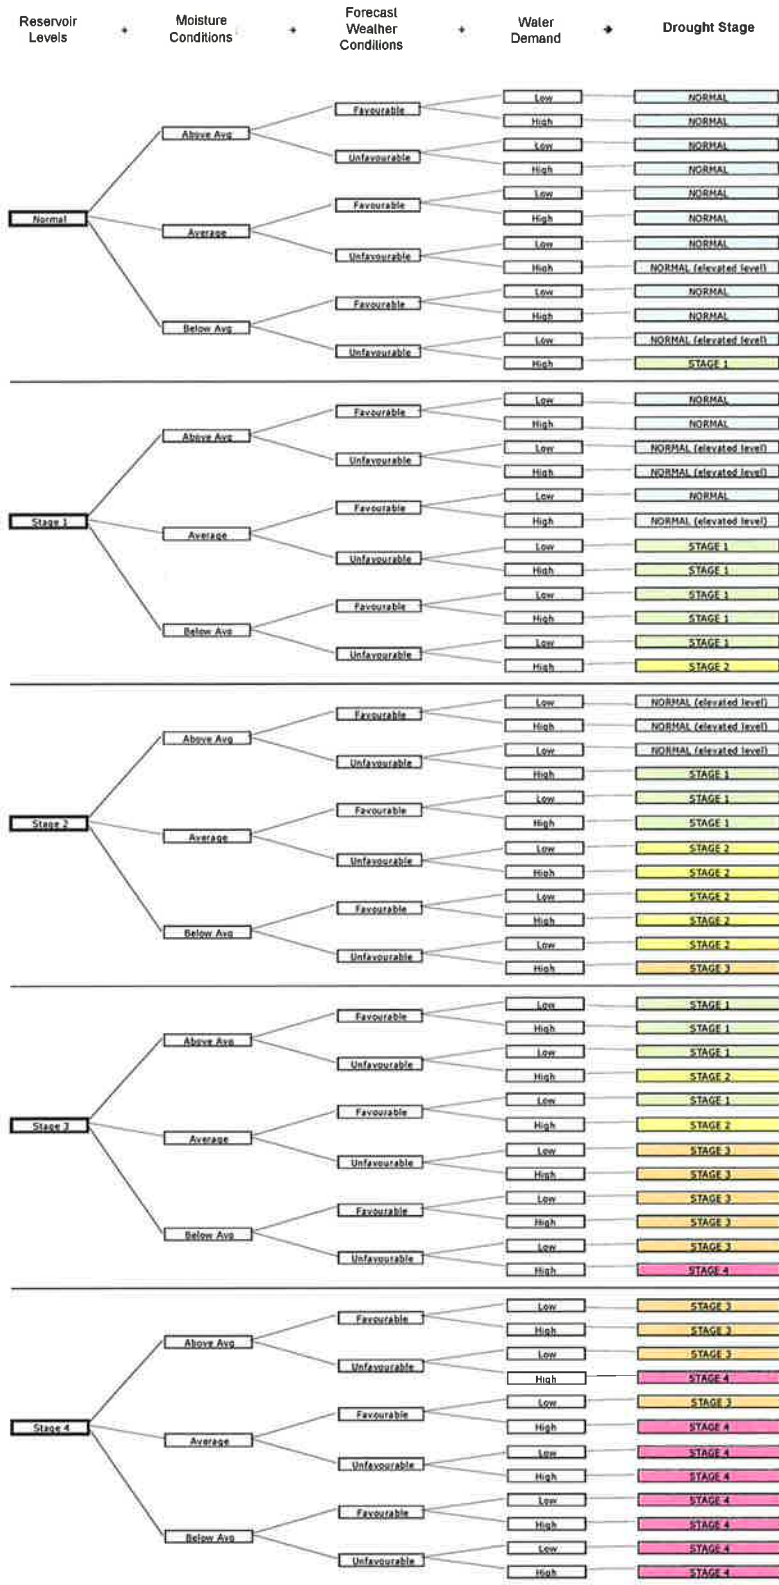 Reservoir Levels + Moisture Conditions + Forecast Weather Conditions + Water Demand → Drought Stage
Normal
Above Avg
Favourable
Low NORMAL
High NORMAL
Unfavourable
Low NORMAL
High NORMAL
Average
Favourable
Low NORMAL
High NORMAL
Unfavourable
Low NORMAL
High NORMAL (elevated level)
Below Avg
Favourable
Low NORMAL
High NORMAL
Unfavourable
Low NORMAL (elevated level)
High STAGE 1
Stage 1
Above Avg
Favourable
Low NORMAL
High NORMAL
Unfavourable
Low NORMAL (elevated level)
High NORMAL (elevated level)
Average
Favourable
Low NORMAL
High NORMAL (elevated level)
Unfavourable
Low STAGE 1
High STAGE 1
Below Avg
Favourable
Low STAGE 1
High STAGE 1
Unfavourable
Low STAGE 1
High STAGE 2
Stage 2
Above Avg
Favourable
Low NORMAL (elevated level)
High NORMAL (elevated level)
Unfavourable
Low NORMAL (elevated level)
High STAGE 1
Average
Favourable
Low STAGE 1
High STAGE 1
Unfavourable
Low STAGE 2
High STAGE 2
Below Avg
Favourable
Low STAGE 2
High STAGE 2
Unfavourable
Low STAGE 2
High STAGE 3
Stage 3
Above Avg
Favourable
Low STAGE 1
High STAGE 1
Unfavourable
Low STAGE 1
High STAGE 2
Average
Favourable
Low STAGE 1
High STAGE 2
Unfavourable
Low STAGE 3
High STAGE 3
Below Avg
Favourable
Low STAGE 3
High STAGE 3
Unfavourable
Low STAGE 3
High STAGE 4
Stage 4
Above Avg
Favourable
Low STAGE 3
High STAGE 3
Unfavourable
Low STAGE 3
High STAGE 4
Average
Favourable
Low STAGE 3
High STAGE 4
Unfavourable
Low STAGE 4
High STAGE 4
Below Avg
Favourable
Low STAGE 4
High STAGE 4
Unfavourable
Low STAGE 4
High STAGE 4